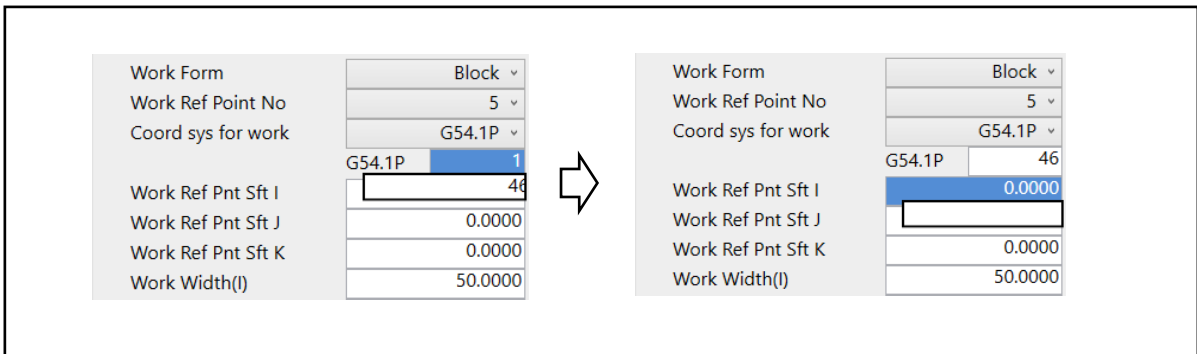 Work Form Block
Work Ref Point No 5
Coord sys for work G54.1P
G54.1P 1
46
Work Ref Pnt Sft I
Work Ref Pnt Sft J 0.0000
Work Ref Pnt Sft K 0.0000
Work Width(I) 50.0000
Work Form Block
Work Ref Point No 5
Coord sys for work G54.1P
G54.1P 46
Work Ref Pnt Sft I 0.0000
Work Ref Pnt Sft J
Work Ref Pnt Sft K 0.0000
Work Width(I) 50.0000